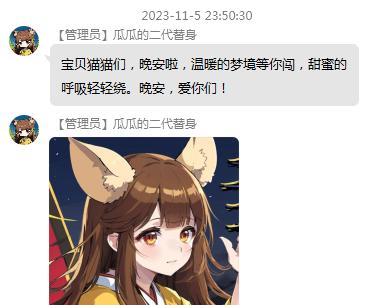 2023-11-5 23:50:30
【管理员】瓜瓜的二代替身
宝贝猫猫们，晚安啦，温暖的梦境等你闯，甜蜜的
呼吸轻轻绕。晚安，爱你们！
【管理员】瓜瓜的二代替身